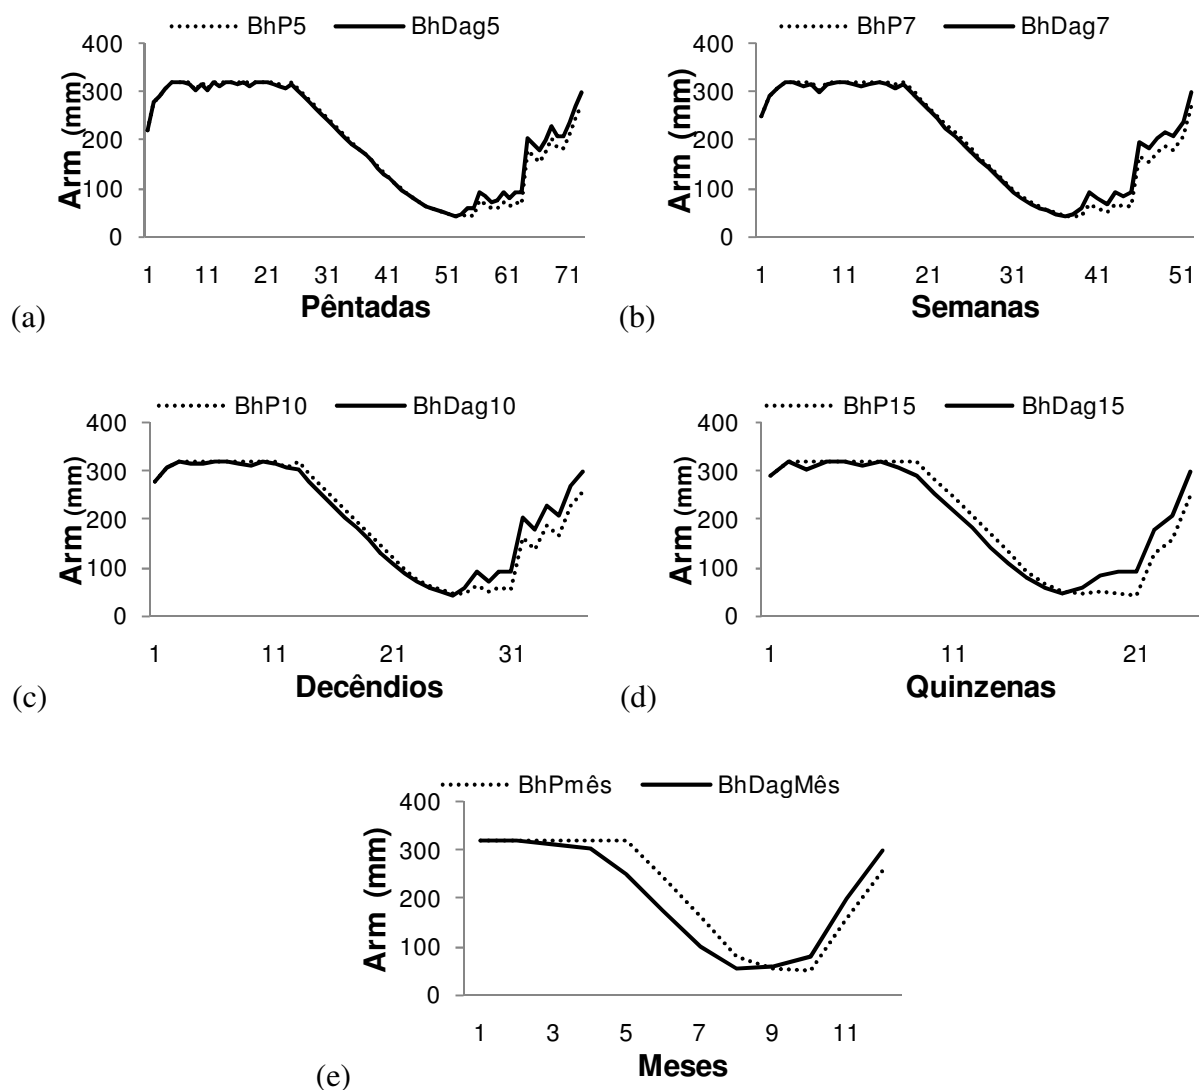 BhP5 BhDag5
400
300
200
100
0
Arm (mm)
1 11 21 31 41 51 61 71
Pêntadas
(a)
BhP7 BhDag7
400
300
200
100
0
Arm (mm)
1 11 21 31 41 51
Semanas
(b)
BhP10 BhDag10
400
300
200
100
0
Arm (mm)
1 11 21 31
Decêndios
(c)
BhP15 BhDag15
400
300
200
100
0
Arm (mm)
1 11 21
Quinzenas
(d)
BhPmês BhDagMês
400
300
200
100
0
Arm (mm)
1 3 5 7 9 11
Meses
(e)